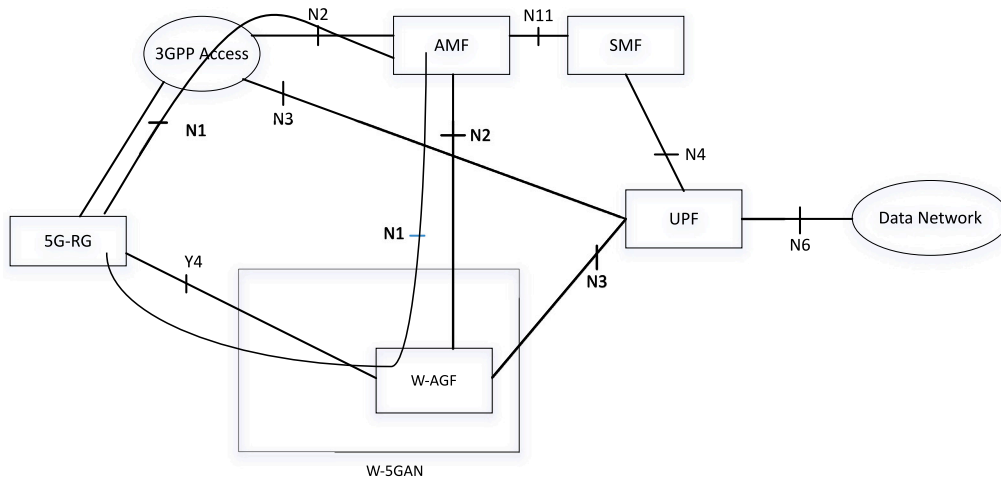 N2
N11
3GPP Access
AMF
SMF
N3
N1
N2
N4
5G-RG
N1
UPF
Data Network
N6
Y4
N3
W-AGF
W-5GAN